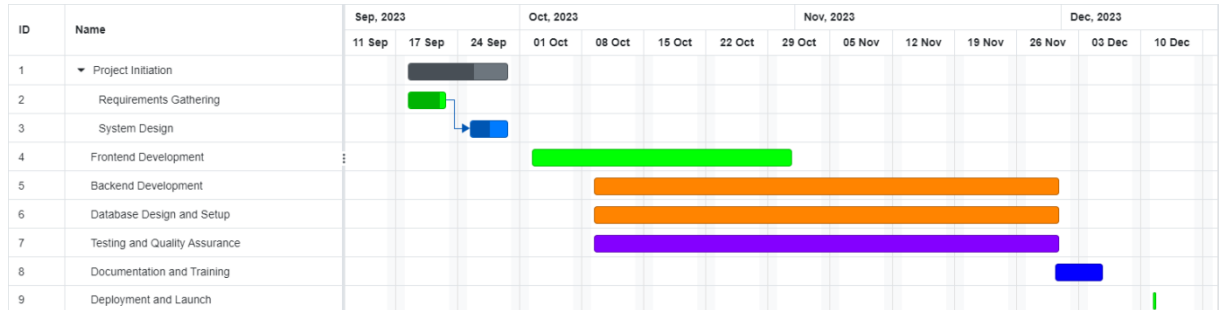 ID Name Sep, 2023 Oct, 2023 Nov, 2023 Dec, 2023
11 Sep 17 Sep 24 Sep 01 Oct 08 Oct 15 Oct 22 Oct 29 Oct 05 Nov 12 Nov 19 Nov 26 Nov 03 Dec 10 Dec
1 Project Initiation
2 Requirements Gathering
3 System Design
4 Frontend Development
5 Backend Development
6 Database Design and Setup
7 Testing and Quality Assurance
8 Documentation and Training
9 Deployment and Launch